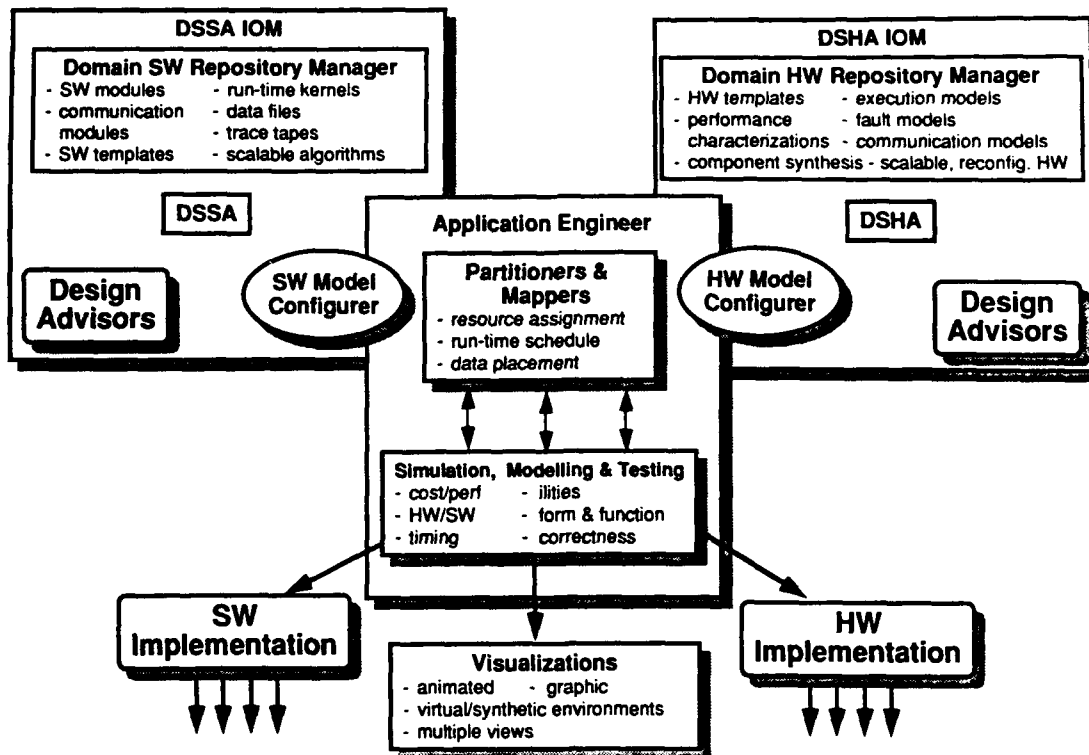 DSSA IOM
Domain SW Repository Manager
- SW modules - run-time kernels
- communication - data files
modules - trace tapes
- SW templates - scalable algorithms
DSSA
Design
Advisors
SW Model
Configurer
DSHA IOM
Domain HW Repository Manager
- HW templates - execution models
- performance - fault models
characterizations - communication models
- component synthesis - scalable, reconfig. HW
DSHA
HW Model
Configurer
Design
Advisors
Application Engineer
Partitioners &
Mappers
- resource assignment
- run-time schedule
- data placement
Simulation, Modelling & Testing
- cost/perf - ilities
- HW/SW - form & function
- timing - correctness
SW
Implementation
Visualizations
- animated - graphic
- virtual/synthetic environments
- multiple views
HW
Implementation